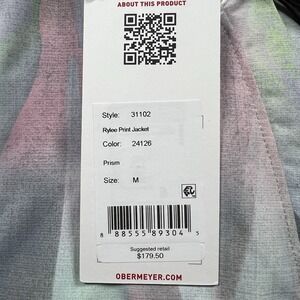 ABOUT THIS PRODUCT
Style: 31102
Rylee Print Jacket
Color: 24126
Prism
Size: M
8 88555 89304 5
Suggested retail
$179.50
OBERMEYER.COM